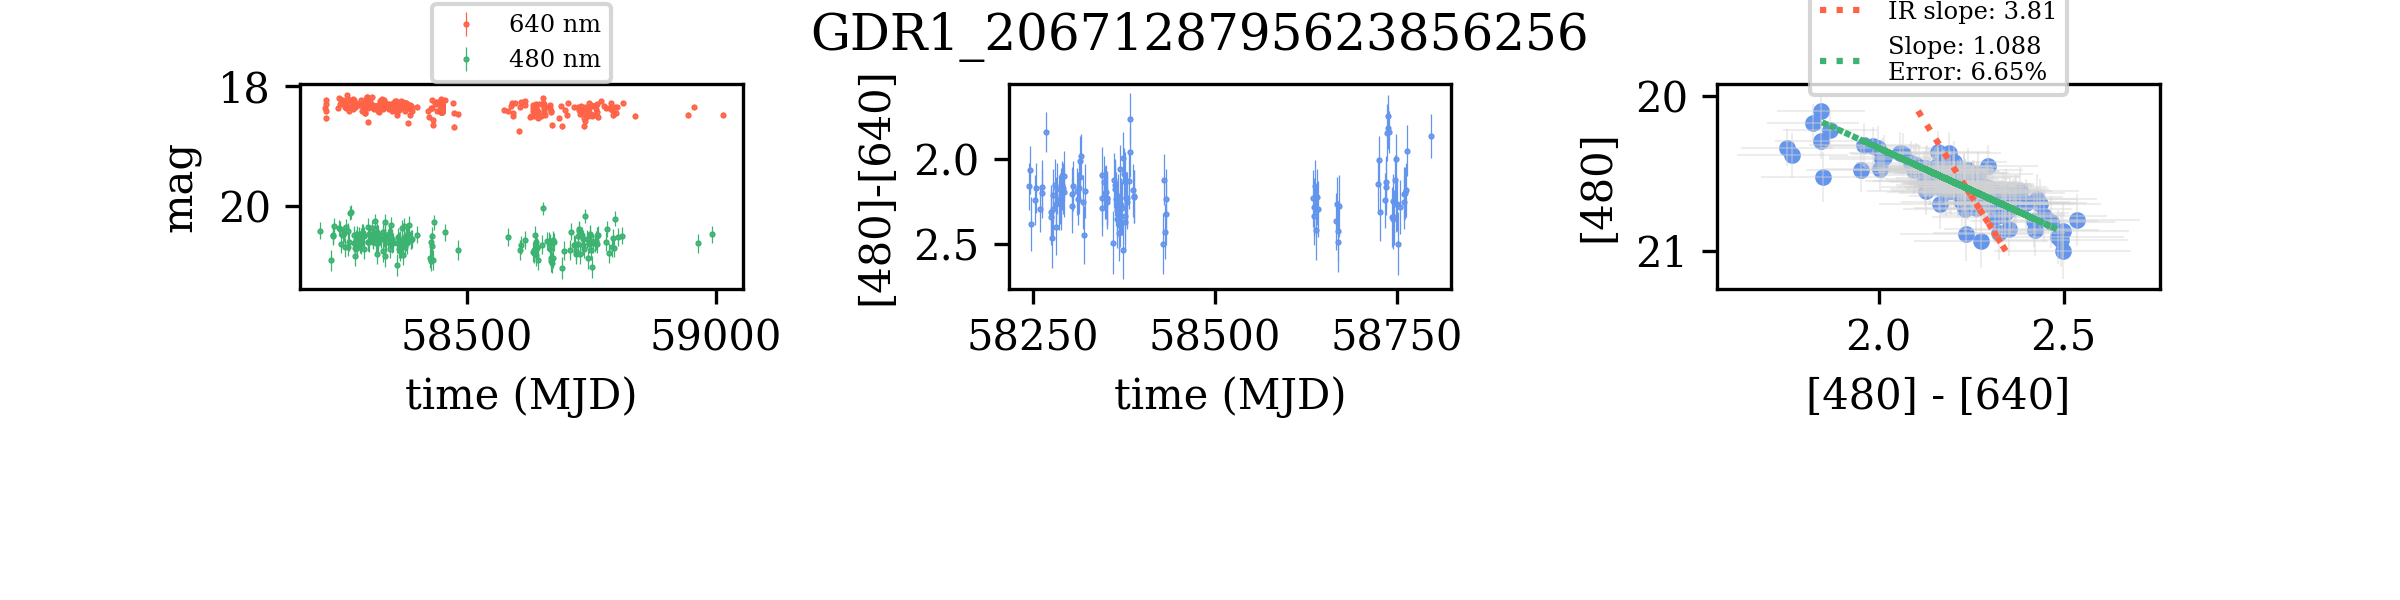 GDR1_2067128795623856256
640 nm
480 nm
18
20
mag
58500
59000
time (MJD)
2.0
2.5
[480]-[640]
58250
58500
58750
time (MJD)
IR slope: 3.81
Slope: 1.088
Error: 6.65%
20
21
[480]
2.0
2.5
[480] - [640]